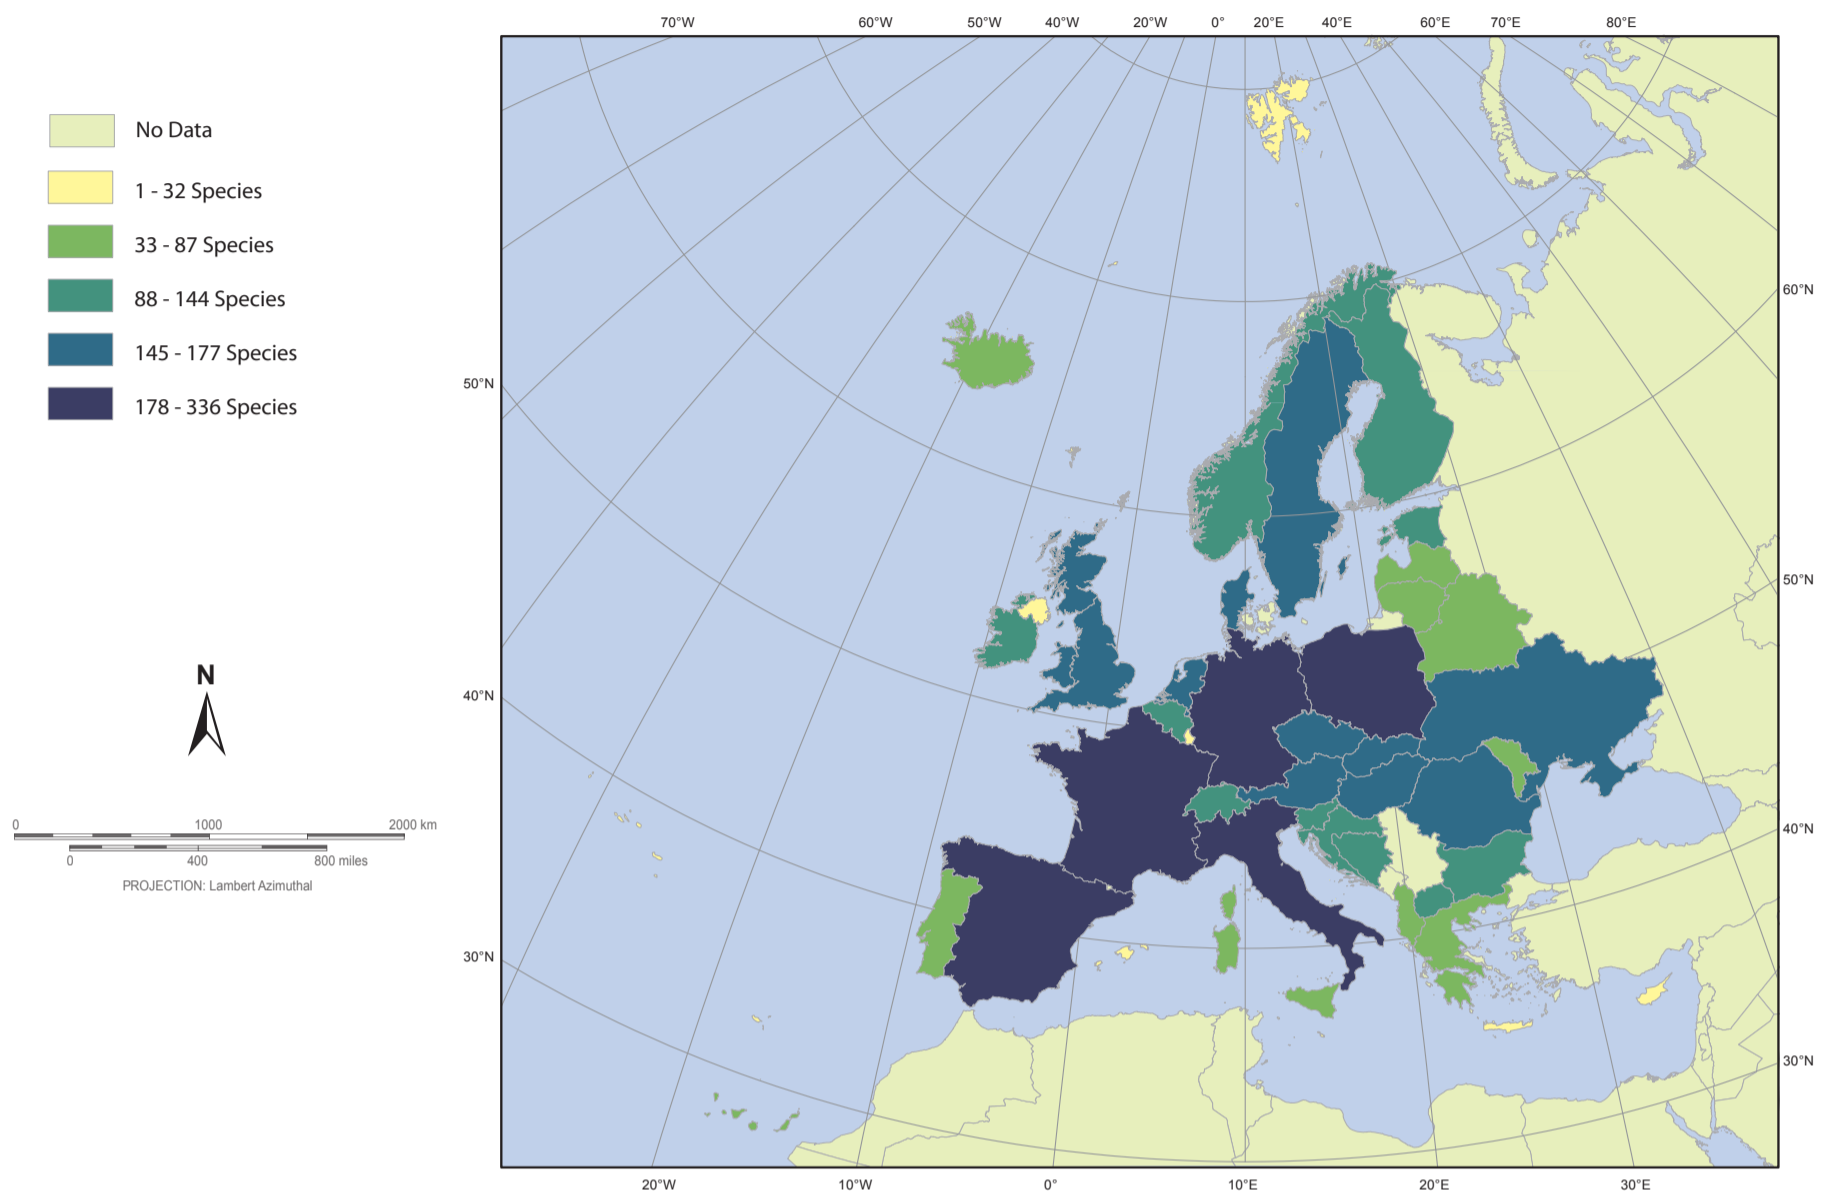 70°W 60°W 50°W 40°W 20°W 0° 20°E 40°E 60°E 70°E 80°E
No Data
1 - 32 Species
33 - 87 Species
88 - 144 Species
145 - 177 Species
178 - 336 Species
60°N
50°N
50°N
40°N
N
0 1000 2000 km
40°N
0 400 800 miles
PROJECTION: Lambert Azimuthal
30°N
30°N
20°W 10°W 0° 10°E 20°E 30°E